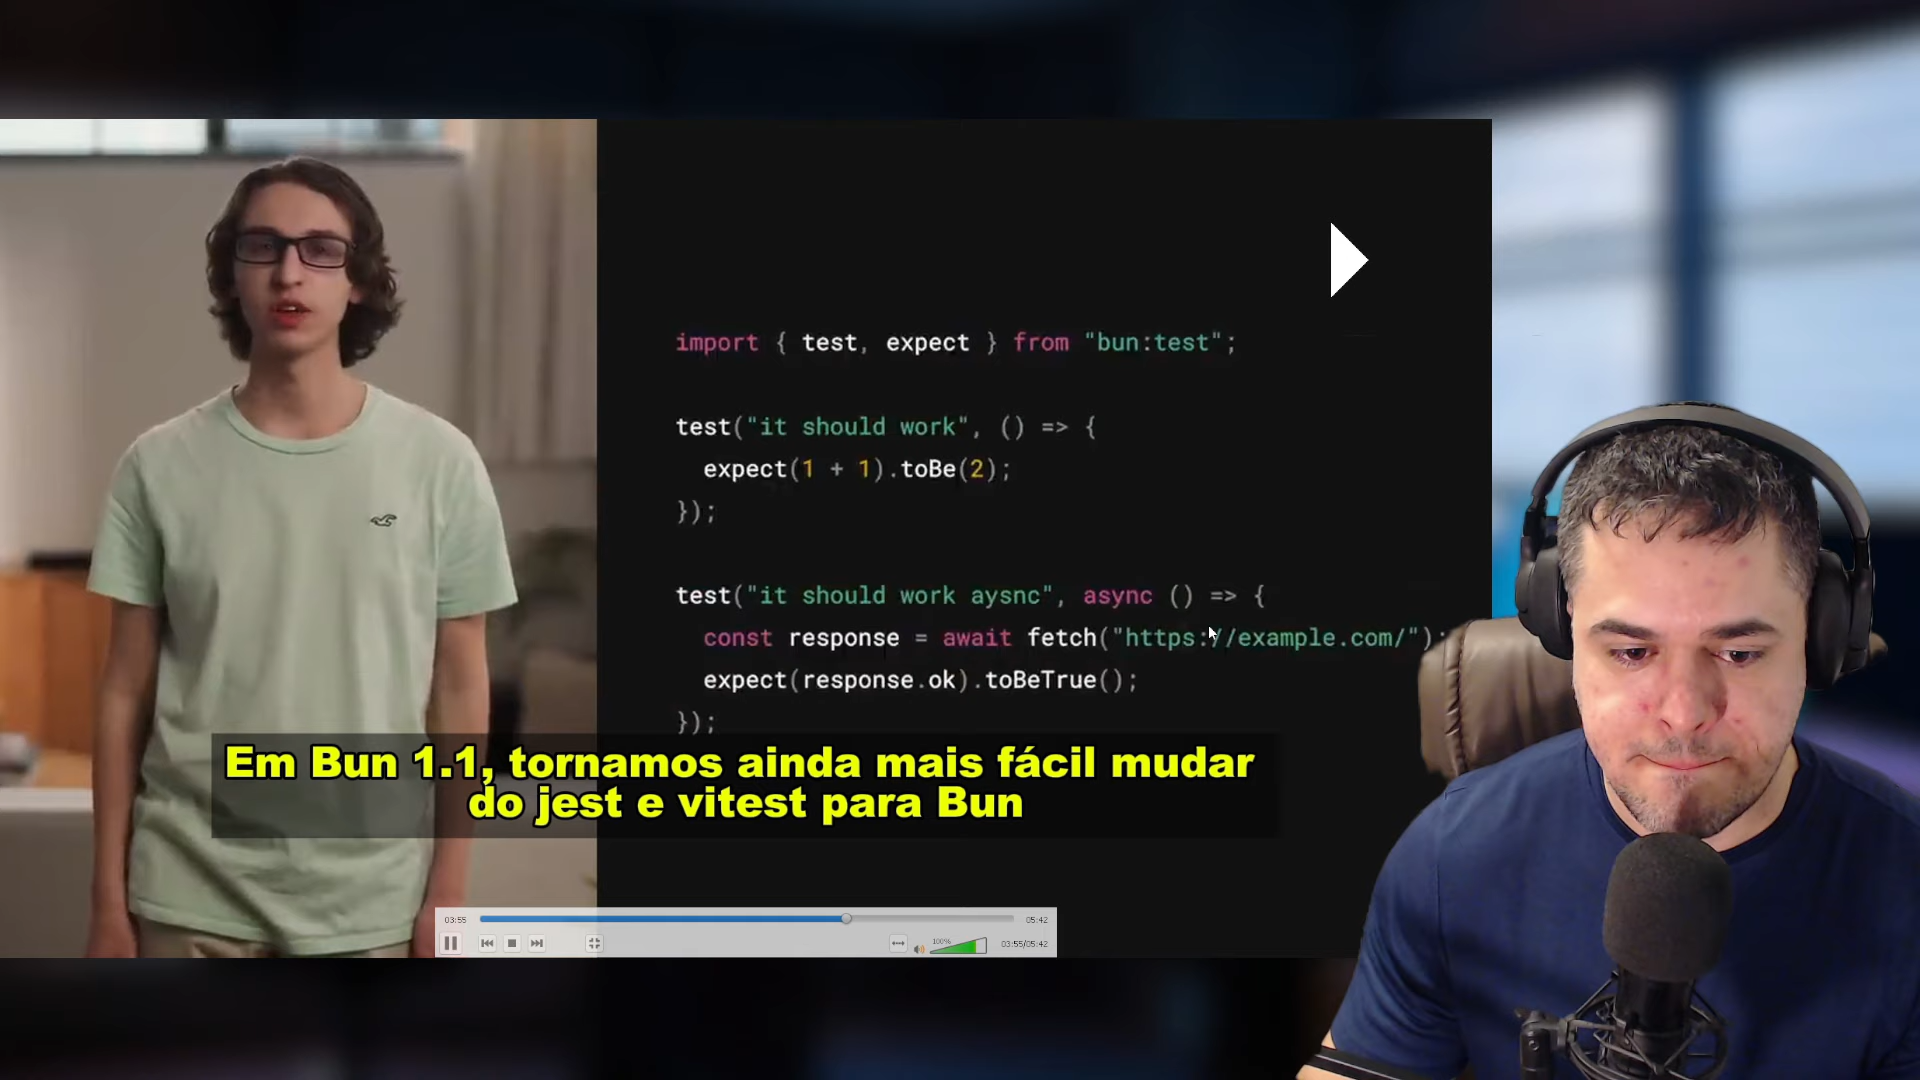 import { test, expect } from "bun:test";
test("it should work", () => {
expect(1 + 1).toBe(2);
});
test("it should work aysnc", async () => {
const response = await fetch("https://example.com/");
expect(response.ok).toBeTrue();
});
Em Bun 1.1, tornamos ainda mais fácil mudar
do jest e vitest para Bun
03:55
05:42
100%
03:55/05:42